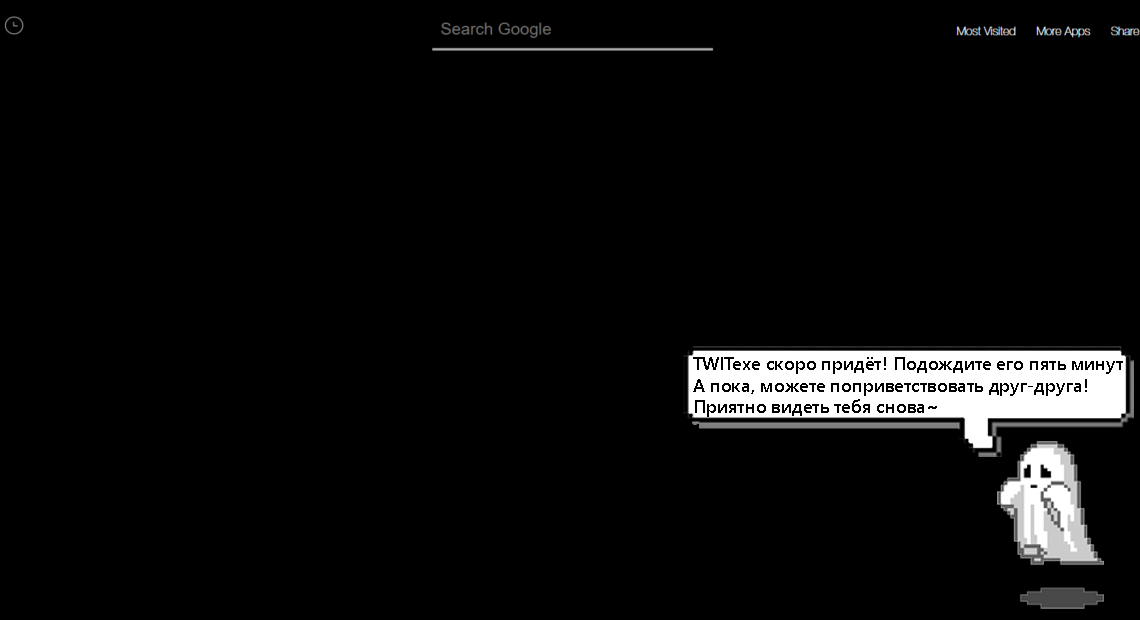 Search Google
Most Visited
More Apps
Share
TWITexe скоро придёт! Подождите его пять минут
А пока, можете поприветствовать друг-друга!
Приятно видеть тебя снова~